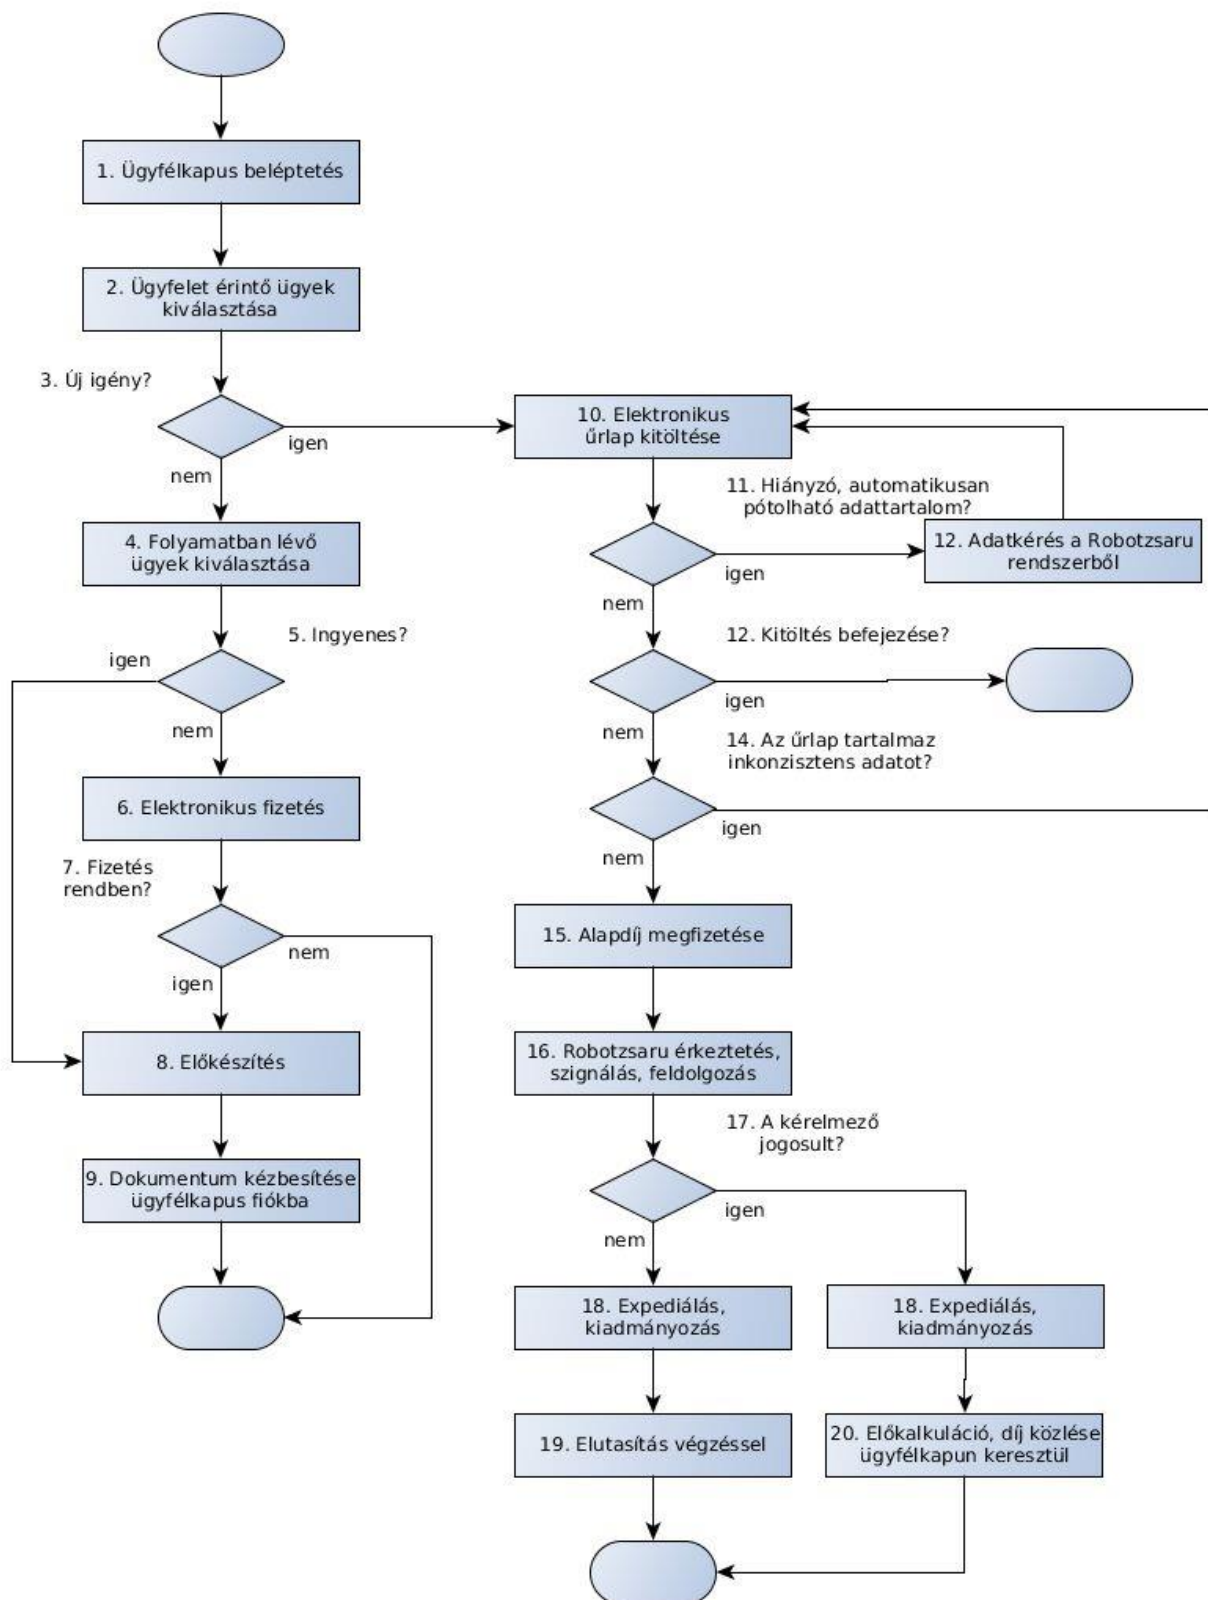 1. Ügyfélkapus beléptetés
2. Ügyfelet érintő ügyek
kiválasztása
3. Új igény?
igen
nem
4. Folyamatban lévő
ügyek kiválasztása
5. Ingyenes?
igen
nem
6. Elektronikus fizetés
7. Fizetés
rendben?
nem
igen
8. Előkészítés
9. Dokumentum kézbesítése
ügyfélkapus fiókba
10. Elektronikus
űrlap kitöltése
11. Hiányzó, automatikusan
pótolható adattartalom?
igen
nem
12. Adatkérés a Robotzsaru
rendszerből
12. Kitöltés befejezése?
igen
nem
14. Az űrlap tartalmaz
inkonzisztens adatot?
igen
nem
15. Alapdíj megfizetése
16. Robotzsaru érkeztetés,
szignálás, feldolgozás
17. A kérelmező
jogosult?
igen
nem
18. Expediálás,
kiadmányozás
18. Expediálás,
kiadmányozás
19. Elutasítás végzéssel
20. Előkalkuláció, díj közlése
ügyfélkapun keresztül